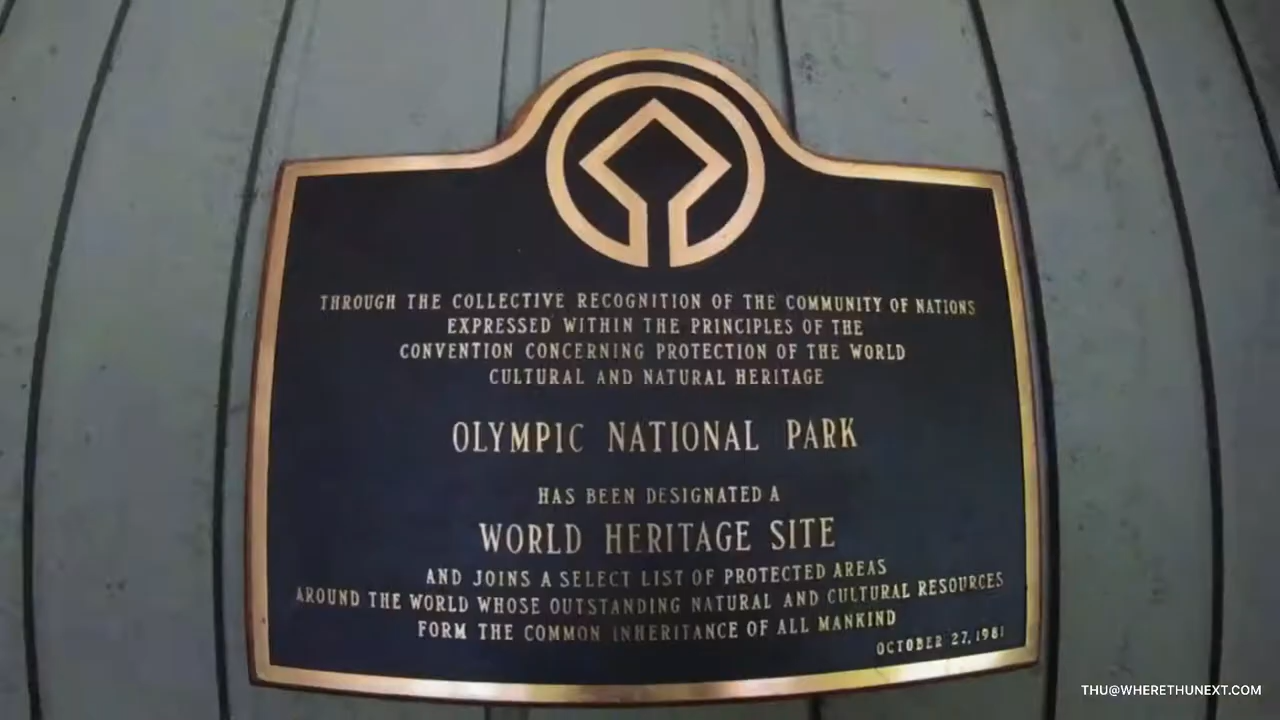 THROUGH THE COLLECTIVE RECOGNITION OF THE COMMUNITY OF NATIONS
EXPRESSED WITHIN THE PRINCIPLES OF THE
CONVENTION CONCERNING PROTECTION OF THE WORLD
CULTURAL AND NATURAL HERITAGE
OLYMPIC NATIONAL PARK
HAS BEEN DESIGNATED A
WORLD HERITAGE SITE
AND JOINS A SELECT LIST OF PROTECTED AREAS
AROUND THE WORLD WHOSE OUTSTANDING NATURAL AND CULTURAL RESOURCES
FORM THE COMMON INHERITANCE OF ALL MANKIND
OCTOBER 27, 1981
THU@WHERETHUNEXT.COM